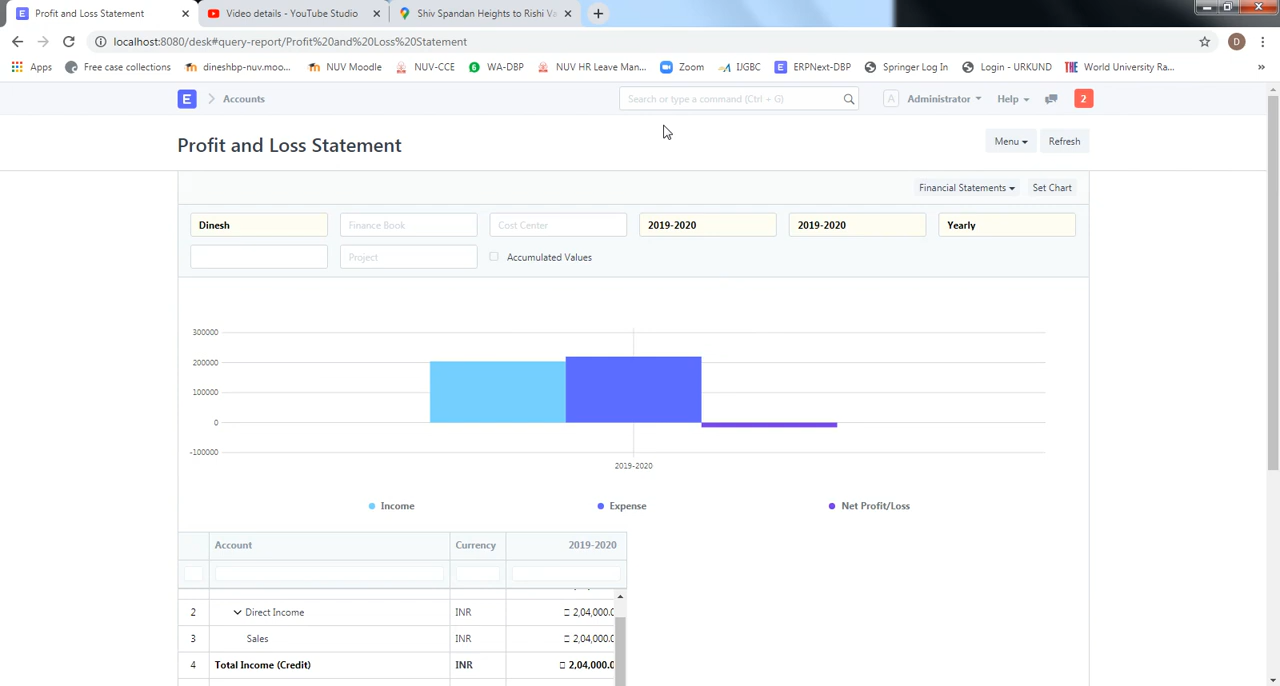 Profit and Loss Statement
Video details - YouTube Studio
Shiv Spandan Heights to Rishi Va
localhost:8080/desk#query-report/Profit%20and%20Loss%20Statement
D
Apps
Free case collections
dineshbp-nuv.moo...
NUV Moodle
NUV-CCE
6 WA-DBP
NUV HR Leave Man...
Zoom
IJGBC
E ERPNext-DBP
Springer Log In
Login - URKUND
THE World University Ra...
E
Accounts
Search or type a command (Ctrl + G)
A Administrator
Help
2
Profit and Loss Statement
Menu
Refresh
Financial Statements
Set Chart
Dinesh
Finance Book
Cost Center
2019-2020
2019-2020
Yearly
Project
Accumulated Values
300000
200000
100000
0
-100000
2019-2020
Income
Expense
Net Profit/Loss
Account Currency 2019-2020
2 Direct Income INR 2,04,000.0
3 Sales INR 2,04,000.0
4 Total Income (Credit) INR 2,04,000.0